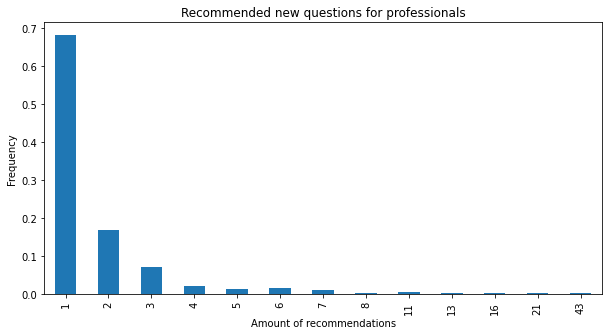 Recommended new questions for professionals
0.7
0.6
0.5
0.4
0.3
0.2
0.1
0.0
Frequency
1 2 3 4 5 6 7 8 11 13 16 21 43
Amount of recommendations